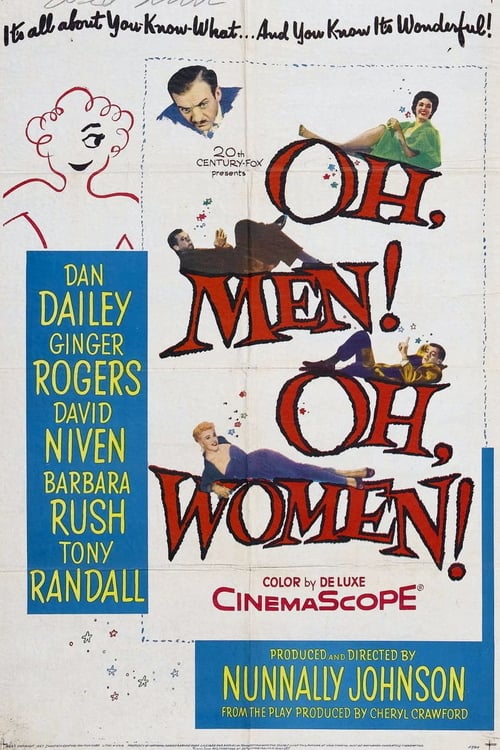 It's all about You-Know-What... And You Know It's Wonderful!
20th
CENTURY-FOX
presents
OH,
MEN!
OH,
WOMEN!
DAN
DAILEY
GINGER
ROGERS
DAVID
NIVEN
BARBARA
RUSH
TONY
RANDALL
COLOR by DE LUXE
CINEMASCOPE®
PRODUCED AND DIRECTED BY
NUNNALLY JOHNSON
FROM THE PLAY PRODUCED BY CHERYL CRAWFORD